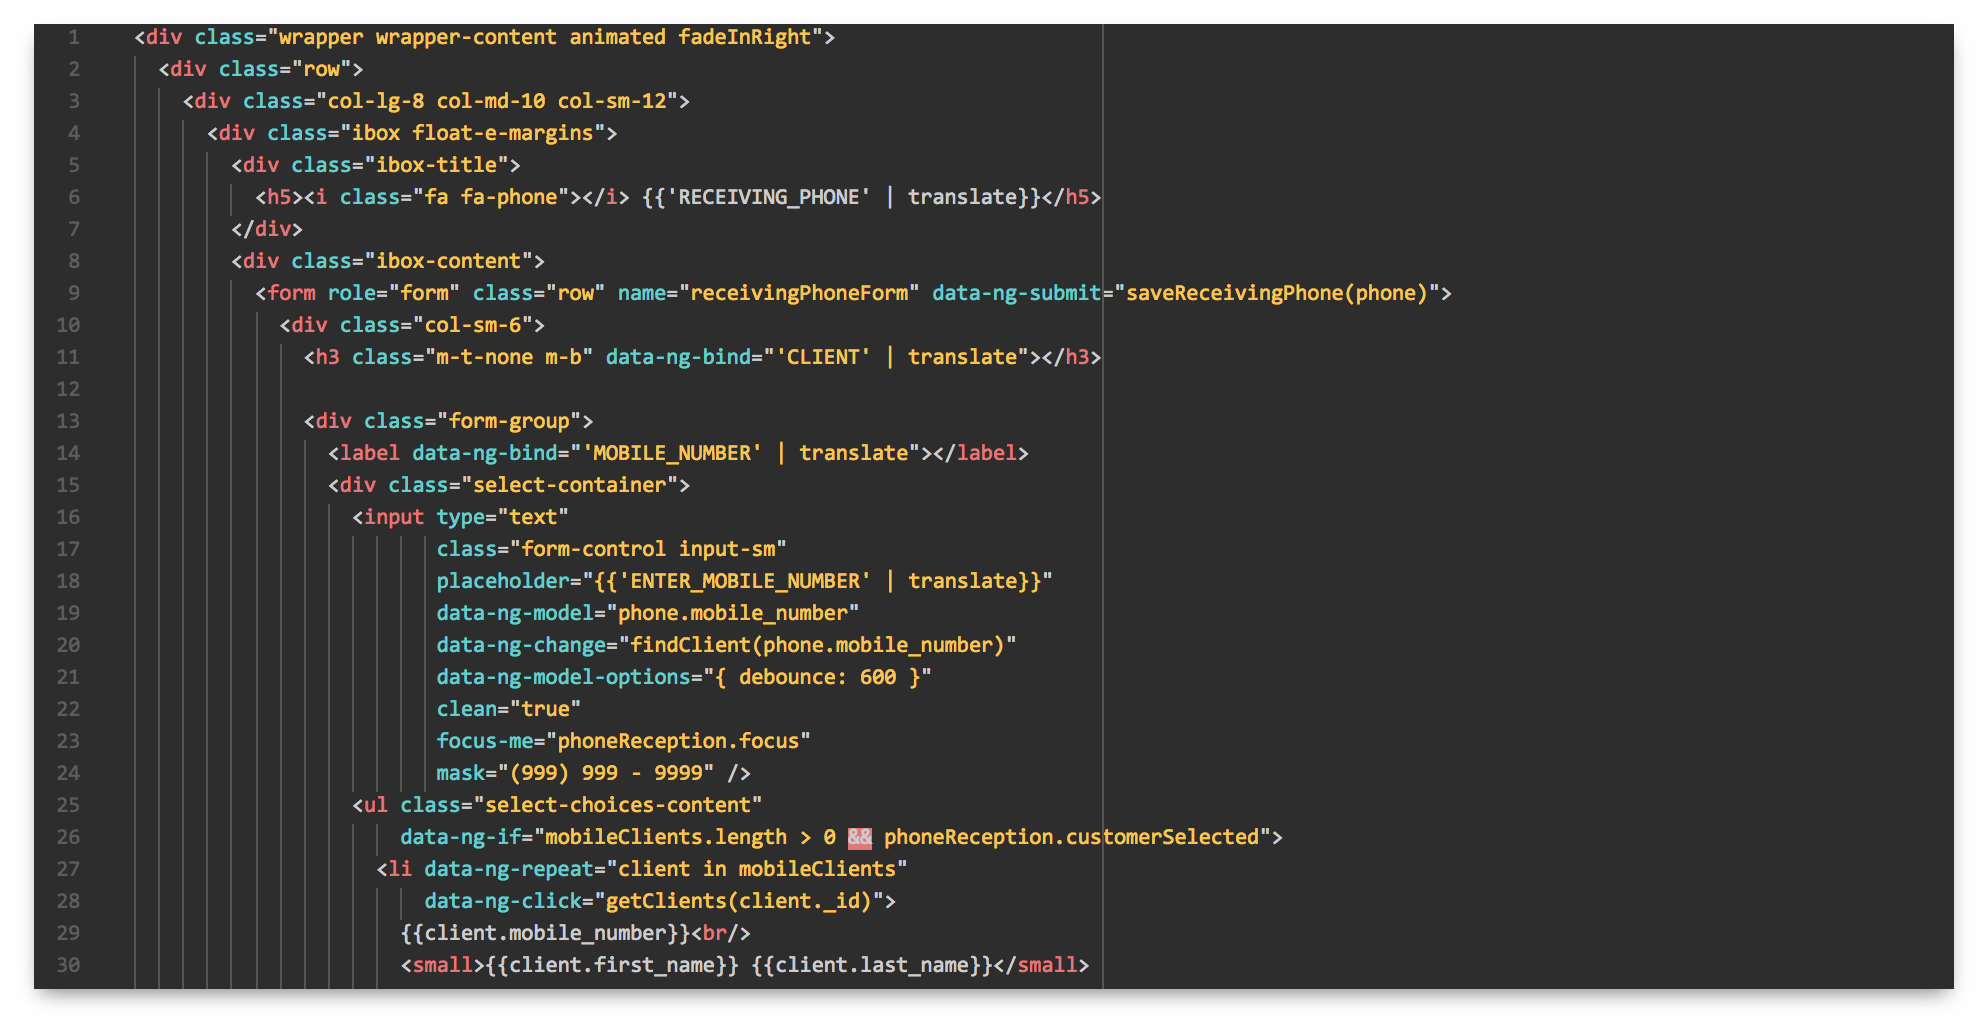 1 <div class="wrapper wrapper-content animated fadeInRight">
2 <div class="row">
3 <div class="col-lg-8 col-md-10 col-sm-12">
4 <div class="ibox float-e-margins">
5 <div class="ibox-title">
6 <h5><i class="fa fa-phone"></i> {{'RECEIVING_PHONE' | translate}}</h5>
7 </div>
8 <div class="ibox-content">
9 <form role="form" class="row" name="receivingPhoneForm" data-ng-submit="saveReceivingPhone(phone)">
10 <div class="col-sm-6">
11 <h3 class="m-t-none m-b" data-ng-bind="'CLIENT' | translate"></h3>
12
13 <div class="form-group">
14 <label data-ng-bind="'MOBILE_NUMBER' | translate"></label>
15 <div class="select-container">
16 <input type="text"
17 class="form-control input-sm"
18 placeholder="{{'ENTER_MOBILE_NUMBER' | translate}}"
19 data-ng-model="phone.mobile_number"
20 data-ng-change="findClient(phone.mobile_number)"
21 data-ng-model-options="{ debounce: 600 }"
22 clean="true"
23 focus-me="phoneReception.focus"
24 mask="(999) 999 - 9999" />
25 <ul class="select-choices-content"
26 data-ng-if="mobileClients.length > 0 && phoneReception.customerSelected">
27 <li data-ng-repeat="client in mobileClients"
28 data-ng-click="getClients(client._id)">
29 {{client.mobile_number}}<br/>
30 <small>{{client.first_name}} {{client.last_name}}</small>